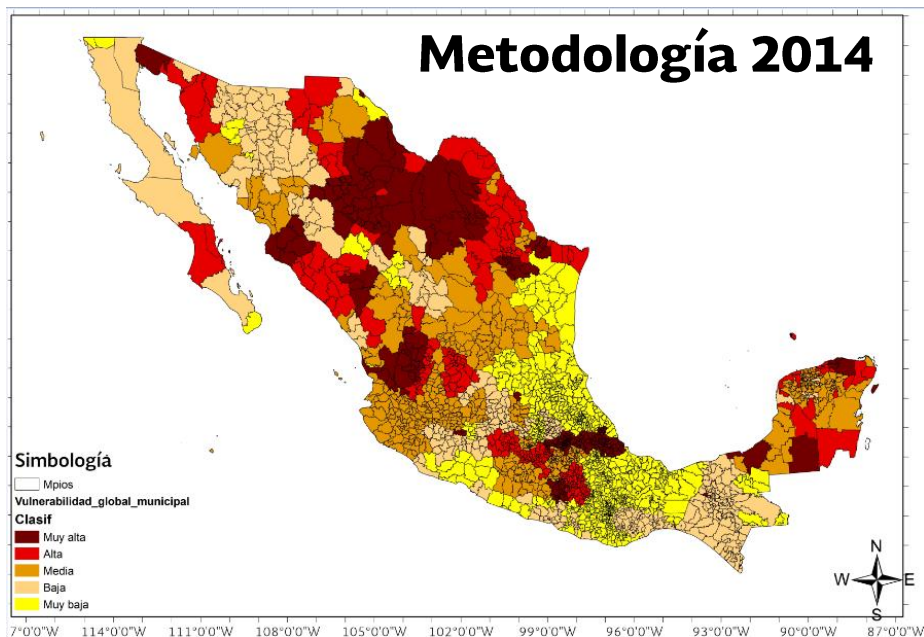 Metodología 2014
Simbología
Mpios
Vulnerabilidad_global_municipal
Clasif
Muy alta
Alta
Media
Baja
Muy baja
N
W E
S
7°0'0"W 114°0'0"W 111°0'0"W 108°0'0"W 105°0'0"W 102°0'0"W 99°0'0"W 96°0'0"W 93°0'0"W 90°0'0"W 87°0'0"W